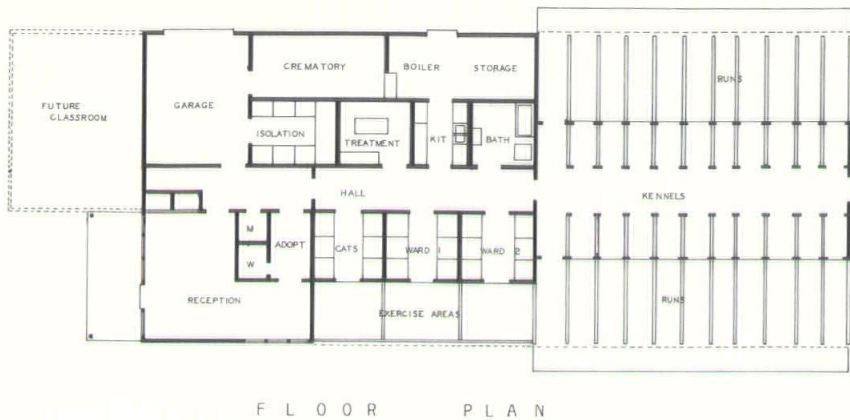 FUTURE
CLASSROOM
GARAGE
CREMATORY
BOILER
STORAGE
RUNS
ISOLATION
TREATMENT
KIT
BATH
HALL
KENNELS
M
W
ADOPT
CATS
WARD 1
WARD 2
RECEPTION
EXERCISE AREAS
RUNS
FLOOR PLAN